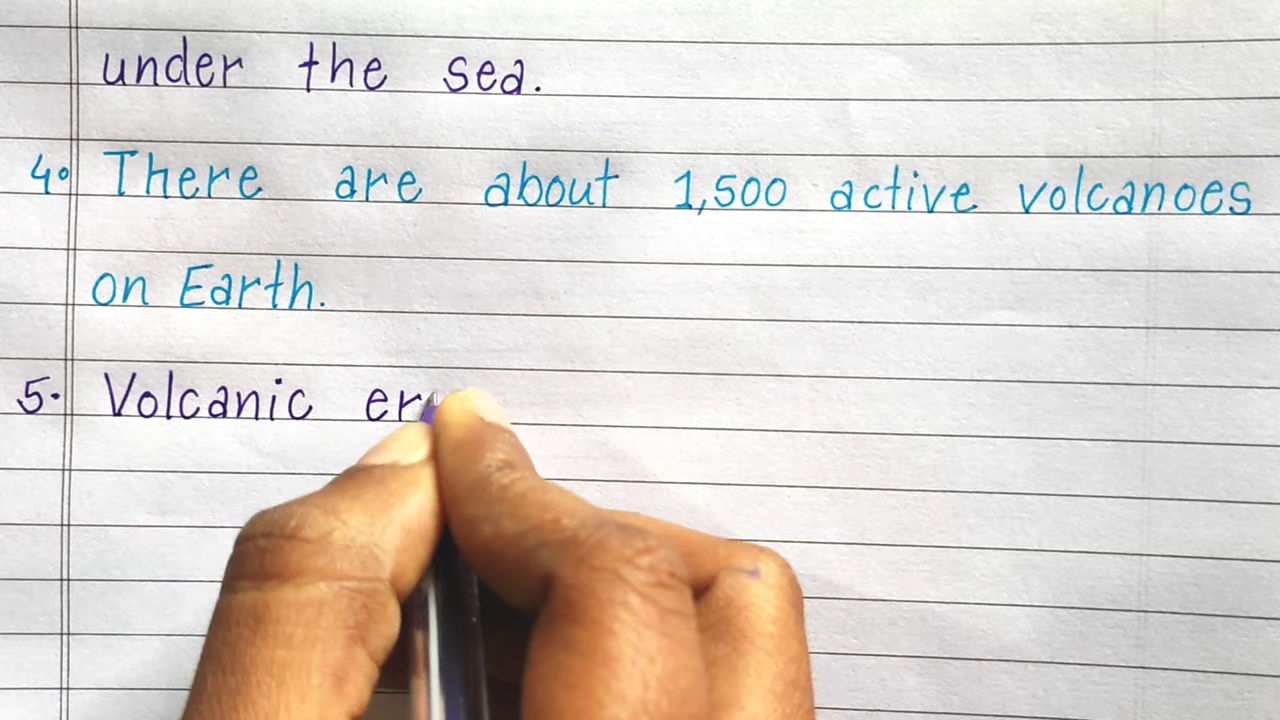 under the sea.
4. There are about 1,500 active volcanoes
on Earth.
5. Volcanic er